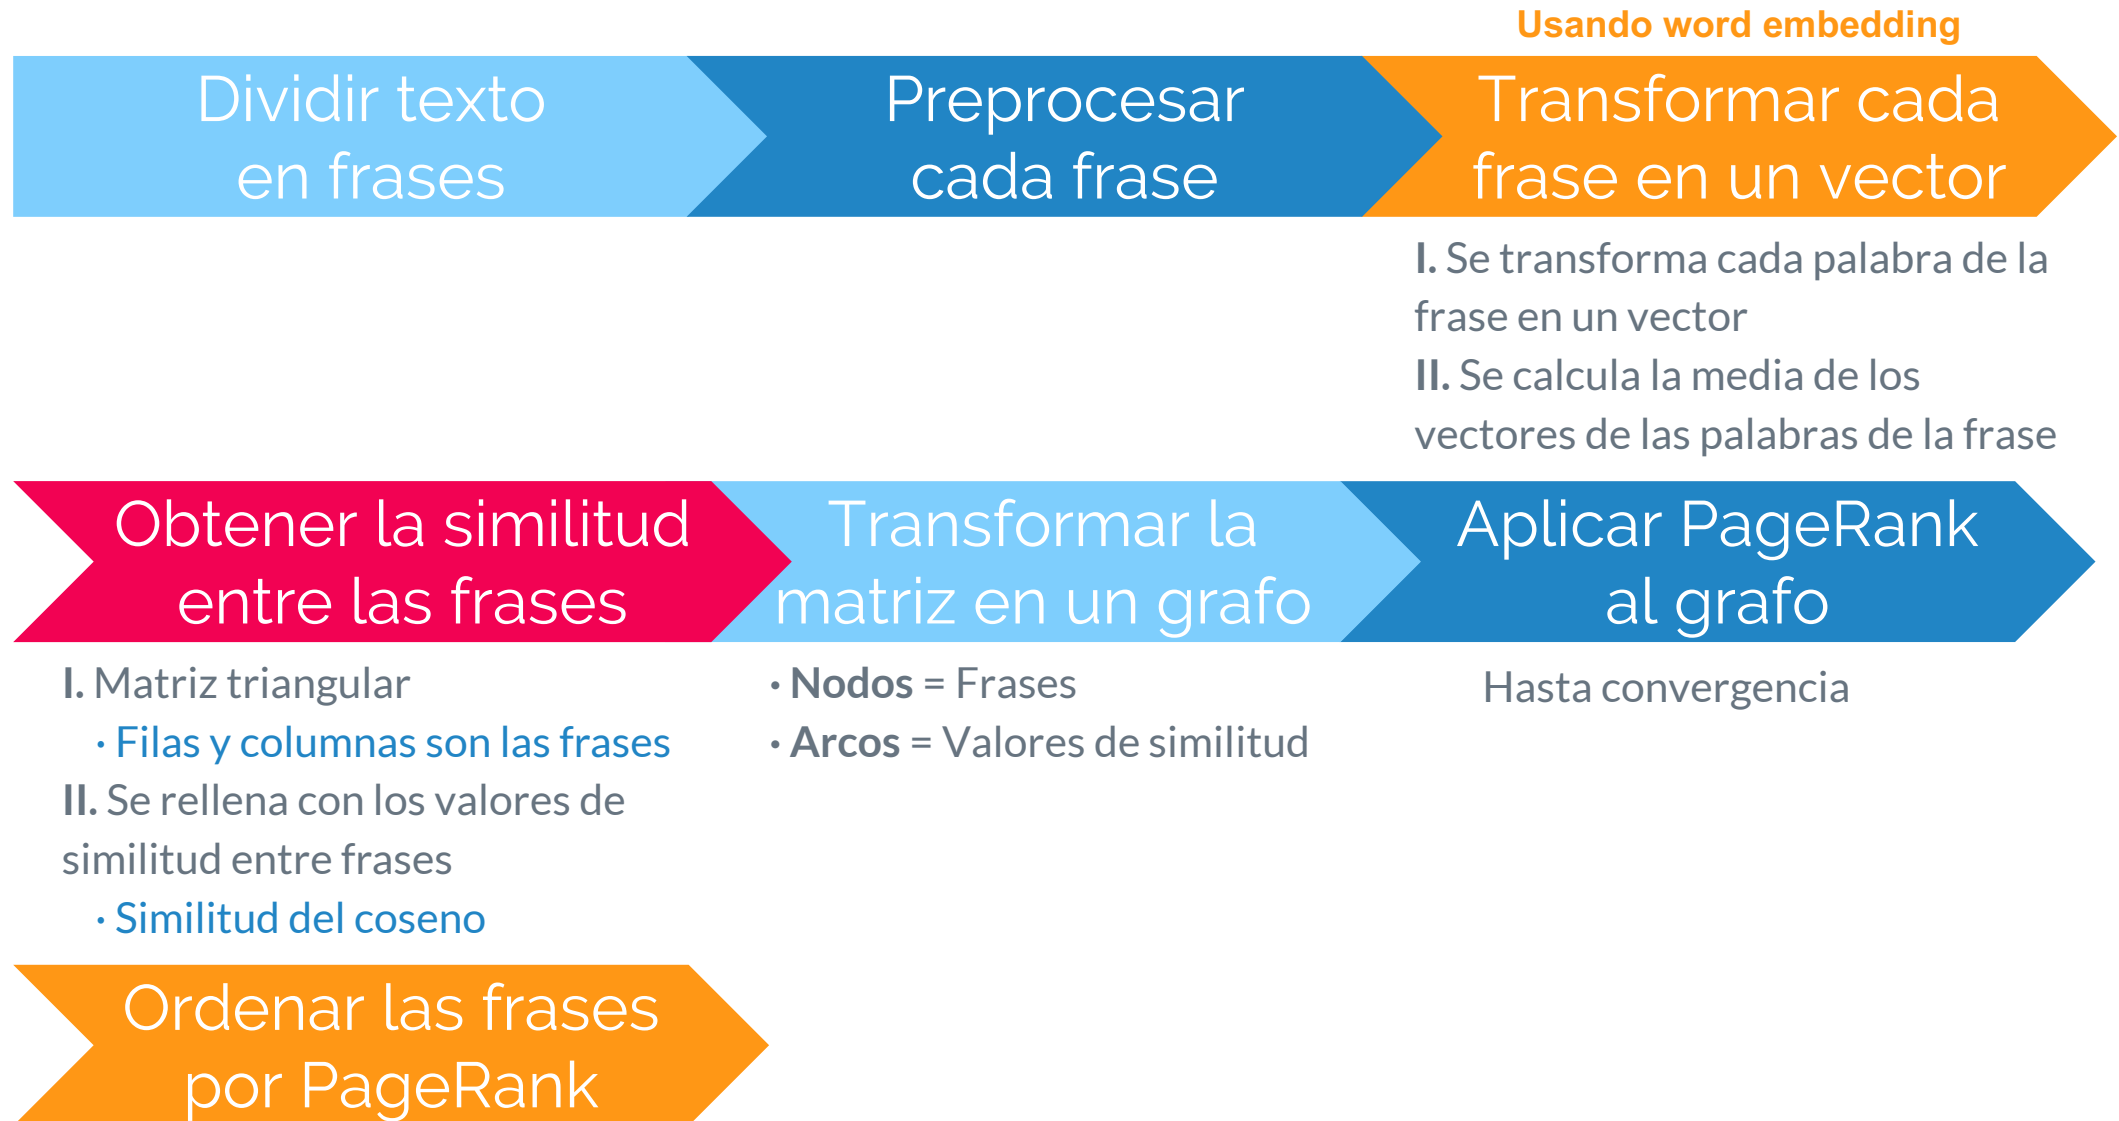 Usando word embedding
Dividir texto
en frases
Preprocesar
cada frase
Transformar cada
frase en un vector
I. Se transforma cada palabra de la
frase en un vector
II. Se calcula la media de los
vectores de las palabras de la frase
Obtener la similitud
entre las frases
I. Matriz triangular
· Filas y columnas son las frases
II. Se rellena con los valores de
similitud entre frases
· Similitud del coseno
Transformar la
matriz en un grafo
· Nodos = Frases
· Arcos = Valores de similitud
Aplicar PageRank
al grafo
Hasta convergencia
Ordenar las frases
por PageRank